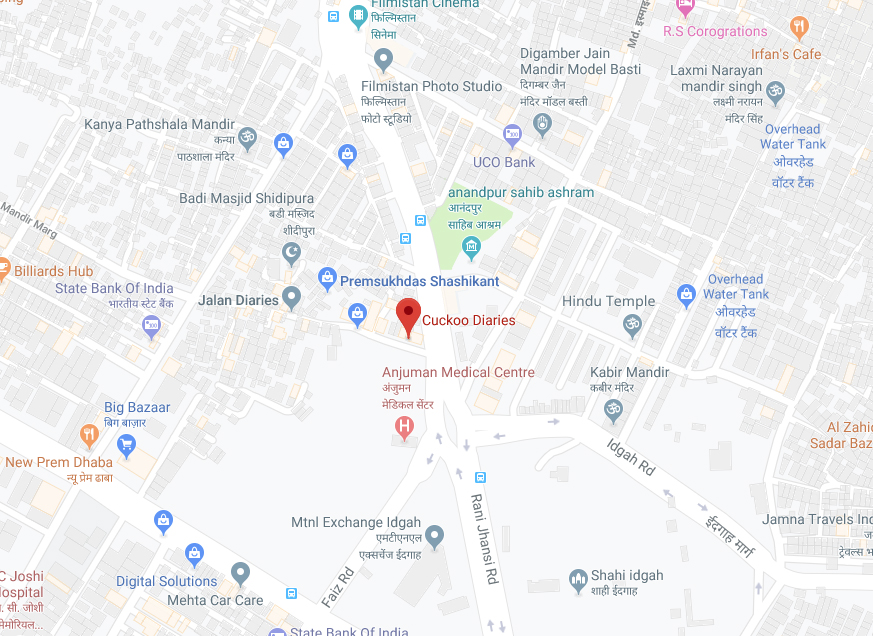 Filmistan Cinema
फिल्मिस्तान
सिनेमा
R.S Corogrations
Irfan's Cafe
Filmistan Photo Studio
फिल्मिस्तान
फोटो स्टूडियो
Digamber Jain
Mandir Model Basti
दिगम्बर जैन
मंदिर मॉडल बस्ती
Laxmi Narayan
mandir singh
लक्ष्मी नरायन
मंदिर सिंह
Kanya Pathshala Mandir
कन्या
पाठशाला मंदिर
UCO Bank
Overhead
Water Tank
ओवरहेड
वॉटर टैंक
Badi Masjid Shidipura
बडी मस्जिद
शीदीपुरा
anandpur sahib ashram
आनंदपुर
साहिब आश्रम
Mandir Marg
Billiards Hub
State Bank Of India
भारतीय स्टेट बैंक
Premsukhdas Shashikant
Jalan Diaries
Cuckoo Diaries
Hindu Temple
Overhead
Water Tank
ओवरहेड
वॉटर टैंक
Anjuman Medical Centre
अंजुमन
मेडिकल सेंटर
Kabir Mandir
कबीर मंदिर
Big Bazaar
बिग बाज़ार
New Prem Dhaba
न्यू प्रेम ढाबा
Idgah Rd
ईदगाह मार्ग
Al Zahid
Sadar Baz
Mtnl Exchange Idgah
एमटीएनएल
एक्सचेंज ईदगाह
Rani Jhansi Rd
Faiz Rd
Jamna Travels Ind
ट्रेवल्स
Shahi idgah
शाही ईदगाह
Digital Solutions
Mehta Car Care
C Joshi
Hospital
. सी. जोशी
State Bank Of India